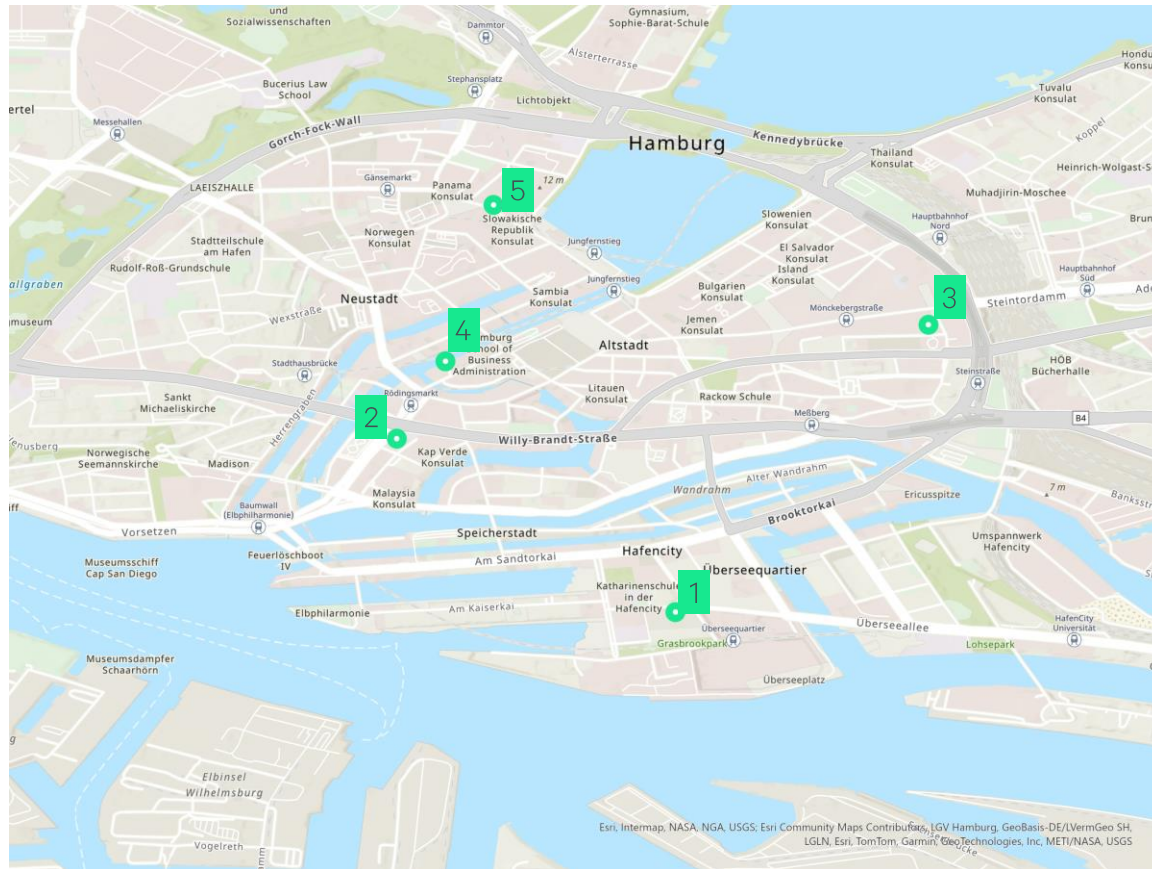 und
Sozialwissenschaften
Gymnasium,
Sophie-Barat-Schule
Dammtor
Alsterterrasse
Stephansplatz
Bucerius Law
School
Lichtobjekt
Tuvalu
Konsulat
ertel
Messehallen
Gorch-Fock-Wall
Hamburg
Kennedybrücke
Koppel
Thailand
Konsulat
Heinrich-Wolgast-S
LAEISZHALLE
Gänsemarkt
Panama
Konsulat
5
12 m
Muhadjirin-Moschee
Slowakische
Republik
Konsulat
Slowenien
Konsulat
Hauptbahnhof
Nord
Bru
Norwegen
Konsulat
Stadtteilschule
am Hafen
Jungfernstieg
El Salvador
Konsulat
Island
Konsulat
Rudolf-Roß-Grundschule
allgraben
Hauptbahnhof
Süd
Jungfernstieg
Bulgarien
Konsulat
3
Steintordamm
Neustadt
Sambia
Konsulat
Mönckebergstraße
Wexstraße
museum
4
Jemen
Konsulat
School of
Business
Administration
Altstadt
Stadthausbrücke
HÖB
Bücherhalle
Steinstraße
Sankt
Michaeliskirche
Herrengraben
Rödingsmarkt
Litauen
Konsulat
Rackow Schule
2
Meßberg
B4
Willy-Brandt-Straße
Norwegische
Seemannskirche
Madison
Kap Verde
Konsulat
Alter Wandrahm
Malaysia
Konsulat
Wandrahm
Ericusspitze
7 m
Banksstr
Baumwall
(Elbphilharmonie)
Brooktorkai
Vorsetzen
Speicherstadt
Umspannwerk
Hafencity
Museumsschiff
Cap San Diego
Feuerlöschboot
IV
Am Sandtorkai
Hafencity
Überseequartier
Katharinenschule
in der
Hafencity
1
Elbphilharmonie
Am Kaiserkai
Überseeallee
HafenCity
Universität
Grasbrookpark
Überseequartier
Lohsepark
Museumsdampfer
Schaarhörn
Überseeplatz
Elbinsel
Wilhelmsburg
Vogelreth
Esri, Intermap, NASA, NGA, USGS; Esri Community Maps Contributors, LGV Hamburg, GeoBasis-DE/LVermGeo SH,
LGLN, Esri, TomTom, Garmin, GeoTechnologies, Inc, METI/NASA, USGS